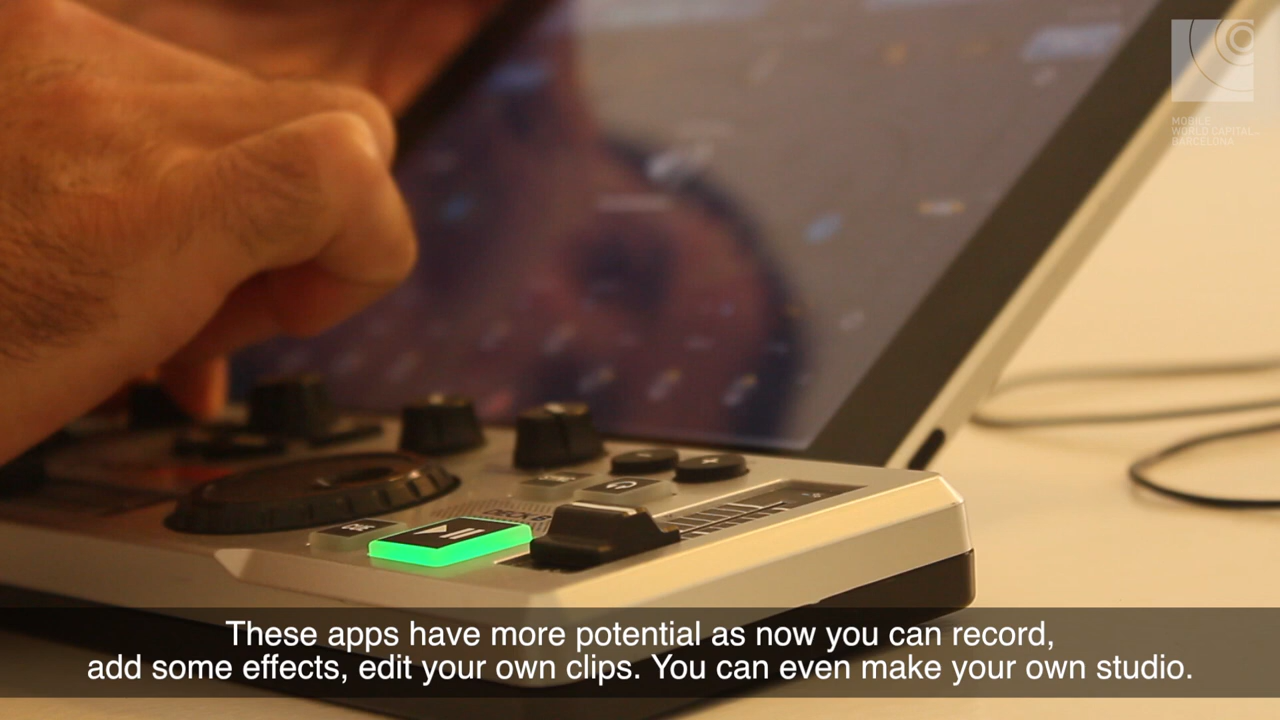 MOBILE
WORLD CAPITAL
BARCELONA
DECK B
These apps have more potential as now you can record,
add some effects, edit your own clips. You can even make your own studio.